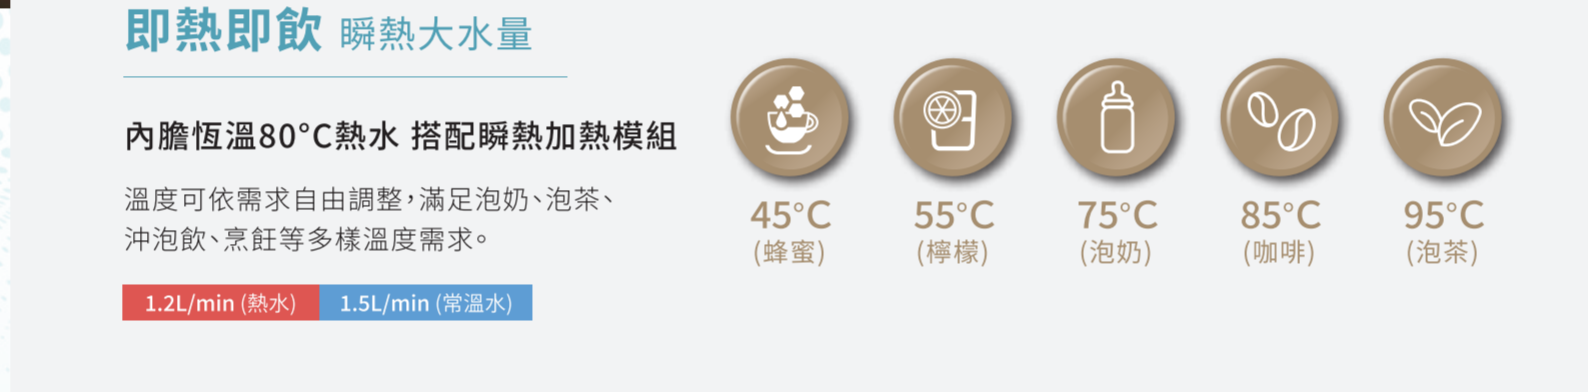 即熱即飲 瞬熱大水量
內膽恆溫80°C熱水 搭配瞬熱加熱模組
溫度可依需求自由調整，滿足泡奶、泡茶、
沖泡飲、烹飪等多樣溫度需求。
1.2L/min (熱水) 1.5L/min (常溫水)
45°C 55°C 75°C 85°C 95°C
(蜂蜜) (檸檬) (泡奶) (咖啡) (泡茶)